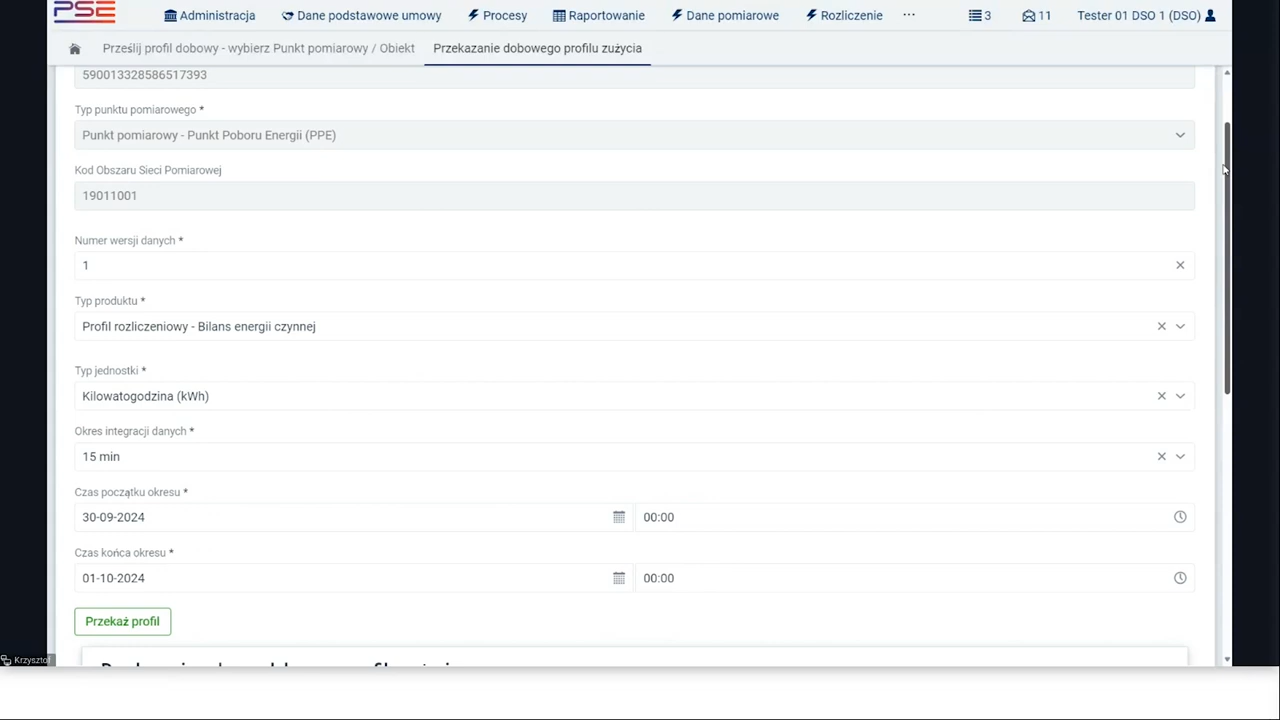 PSE
Administracja
Dane podstawowe umowy
Procesy
Raportowanie
Dane pomiarowe
Rozliczenie
...
3
11
Tester 01 DSO 1 (DSO)
Prześlij profil dobowy - wybierz Punkt pomiarowy / Obiekt
Przekazanie dobowego profilu zużycia
590013328586517393
Typ punktu pomiarowego *
Punkt pomiarowy - Punkt Poboru Energii (PPE)
Kod Obszaru Sieci Pomiarowej
19011001
Numer wersji danych *
1
Typ produktu *
Profil rozliczeniowy - Bilans energii czynnej
Typ jednostki *
Kilowatogodzina (kWh)
Okres integracji danych *
15 min
Czas początku okresu *
30-09-2024
00:00
Czas końca okresu *
01-10-2024
00:00
Przekaż profil
Krzysztof